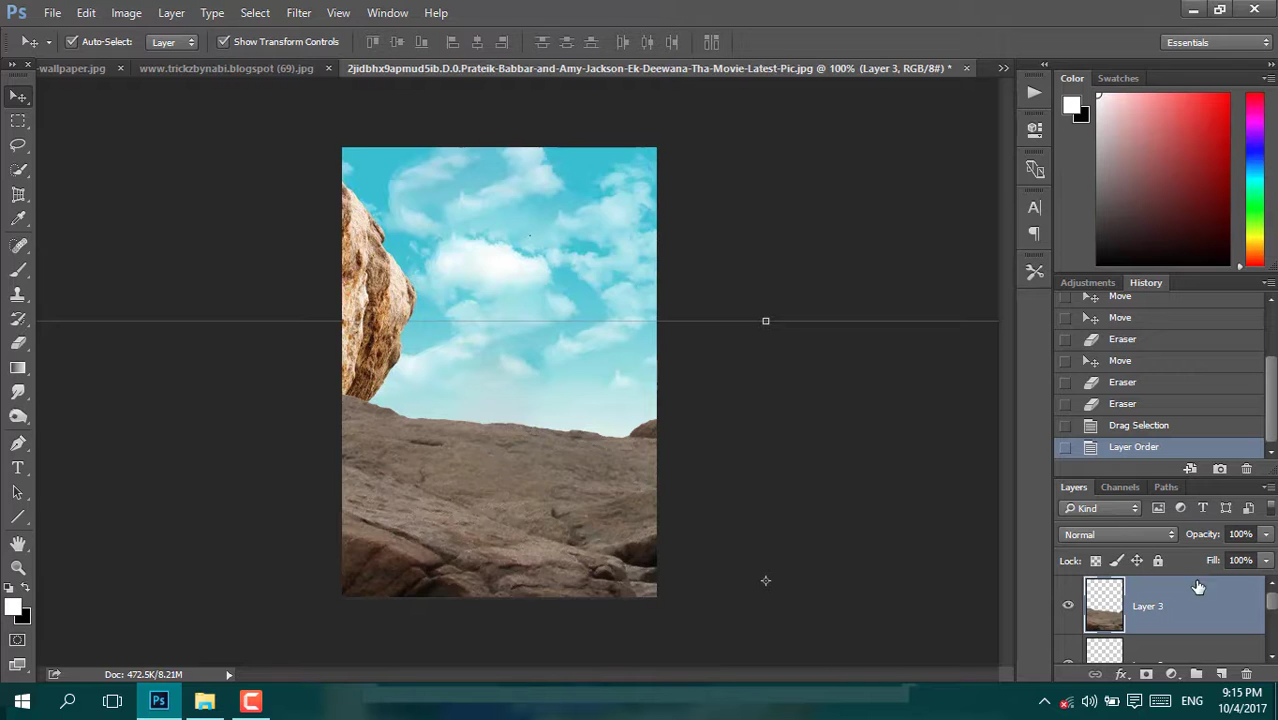 Ps File Edit Image Layer Type Select Filter View Window Help
Auto-Select: Layer Show Transform Controls Essentials
wallpaper.jpg × www.trickzbynabi.blogspot (69).jpg × 2jidbhx9apmud5ib.D.0.Prateik-Babbar-and-Amy-Jackson-Ek-Deewana-Tha-Movie-Latest-Pic.jpg @ 100% (Layer 3, RGB/8#) * ×
Color Swatches
Adjustments History
Move
Move
Eraser
Move
Eraser
Eraser
Drag Selection
Layer Order
Layers Channels Paths
Kind
Normal Opacity: 100%
Lock: Fill: 100%
Layer 3
Doc: 472.5K/8.21M
Ps ENG 9:15 PM
10/4/2017